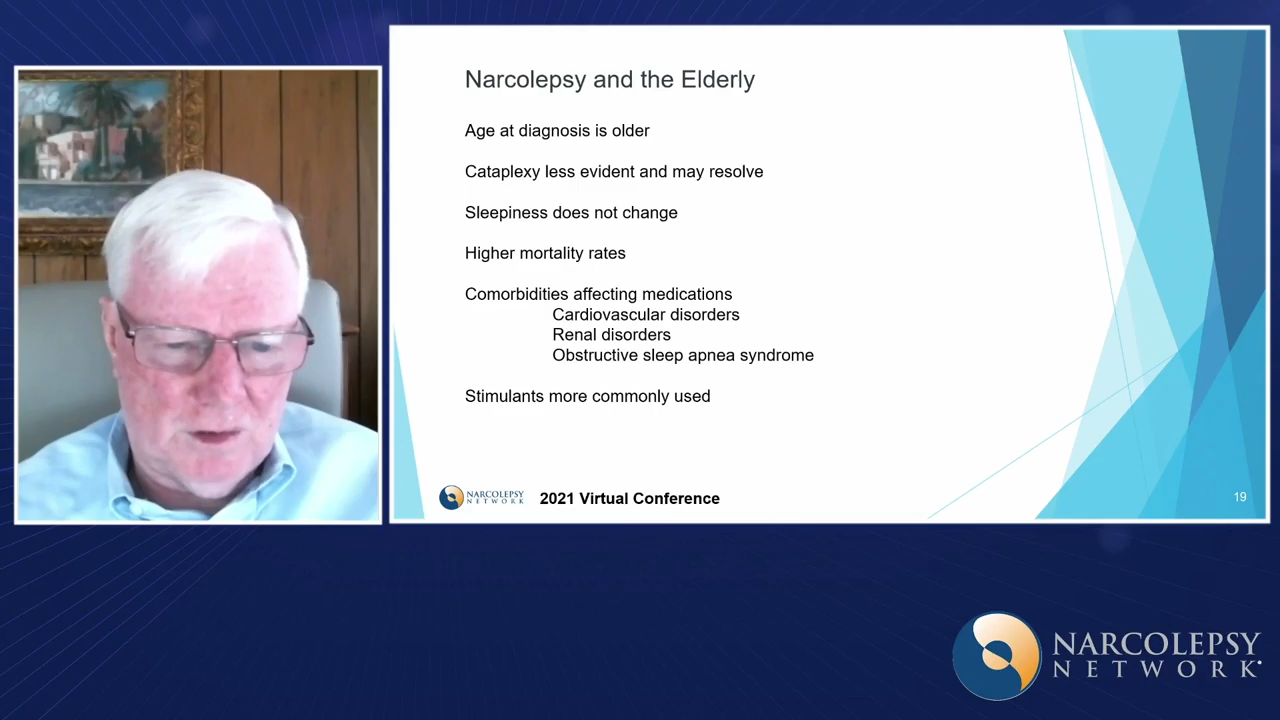 Narcolepsy and the Elderly
Age at diagnosis is older
Cataplexy less evident and may resolve
Sleepiness does not change
Higher mortality rates
Comorbidities affecting medications
Cardiovascular disorders
Renal disorders
Obstructive sleep apnea syndrome
Stimulants more commonly used
NARCOLEPSY
NETWORK
2021 Virtual Conference
19
NARCOLEPSY
NETWORK